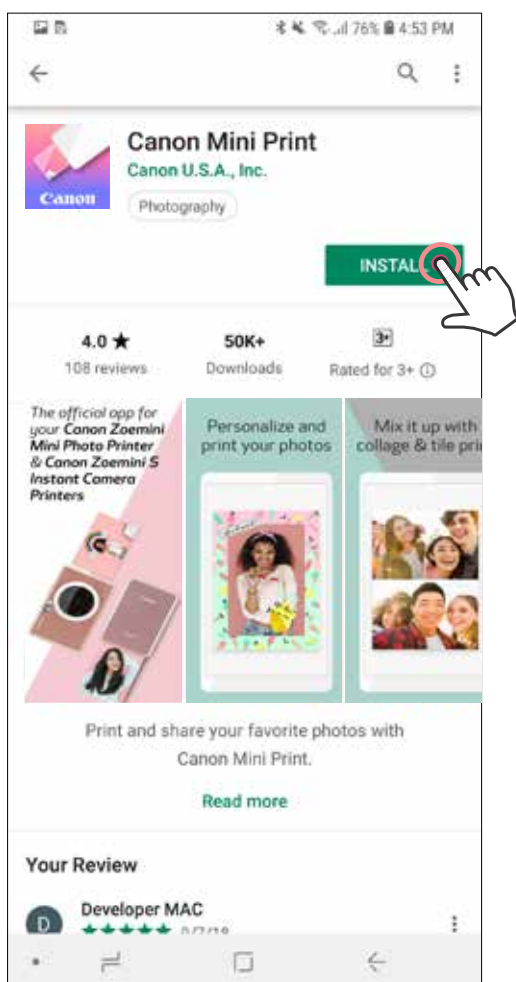 76% 4:53 PM
Canon Mini Print
Canon U.S.A., Inc.
Canon
Photography
INSTALL
4.0 ★
50K+
3+
108 reviews
Downloads
Rated for 3+
The official app for
your Canon Zoemini
Mini Photo Printer
& Canon Zoemini S
Instant Camera
Printers
Personalize and
print your photos
Mix it up with
collage & tile pri
Print and share your favorite photos with
Canon Mini Print.
Read more
Your Review
D
Developer MAC